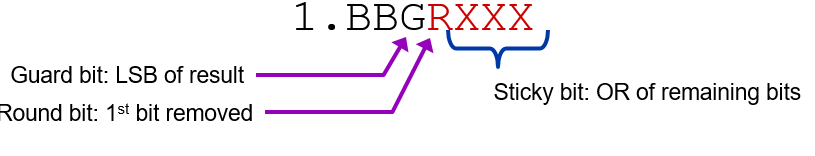 1.BBGRXXX
Guard bit: LSB of result
Round bit: 1st bit removed
Sticky bit: OR of remaining bits